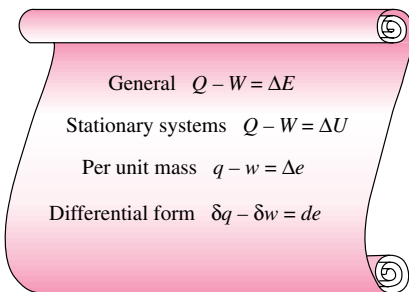 General Q – W = ΔE
Stationary systems Q – W = ΔU
Per unit mass q – w = Δe
Differential form δq – δw = de